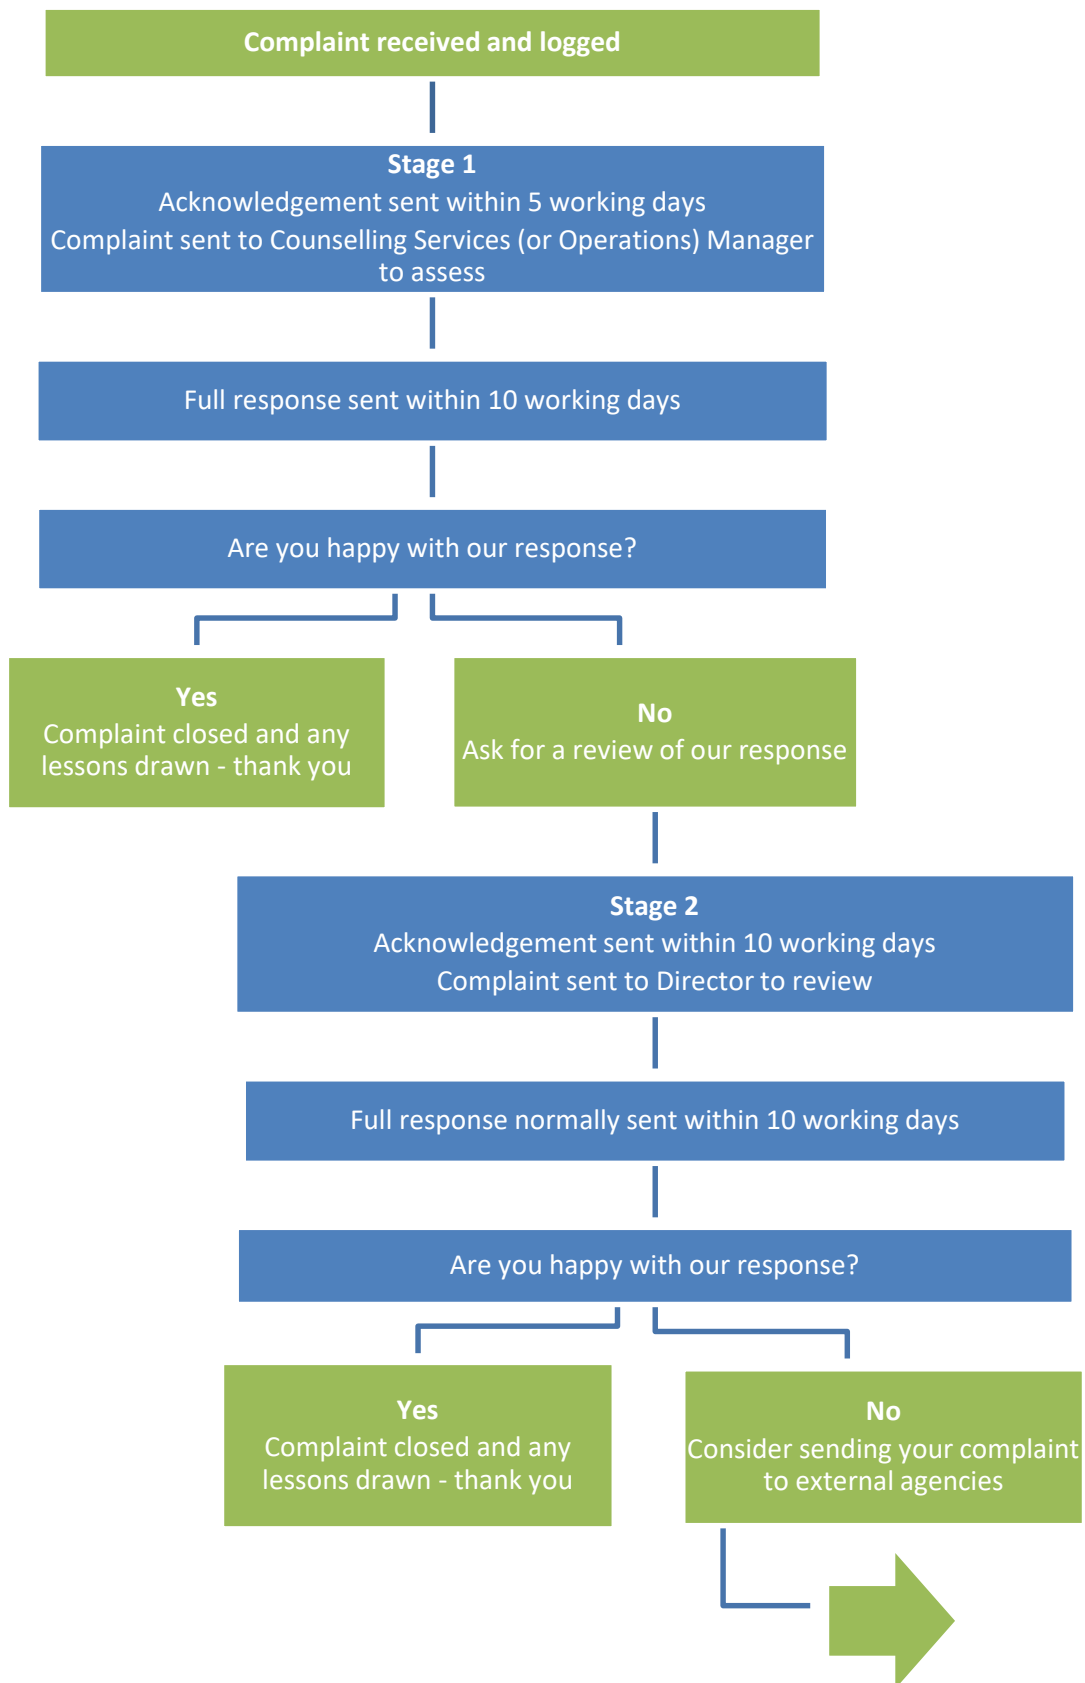 Complaint received and logged
Stage 1
Acknowledgement sent within 5 working days
Complaint sent to Counselling Services (or Operations) Manager
to assess
Full response sent within 10 working days
Are you happy with our response?
Yes
Complaint closed and any
lessons drawn - thank you
No
Ask for a review of our response
Stage 2
Acknowledgement sent within 10 working days
Complaint sent to Director to review
Full response normally sent within 10 working days
Are you happy with our response?
Yes
Complaint closed and any
lessons drawn - thank you
No
Consider sending your complaint
to external agencies